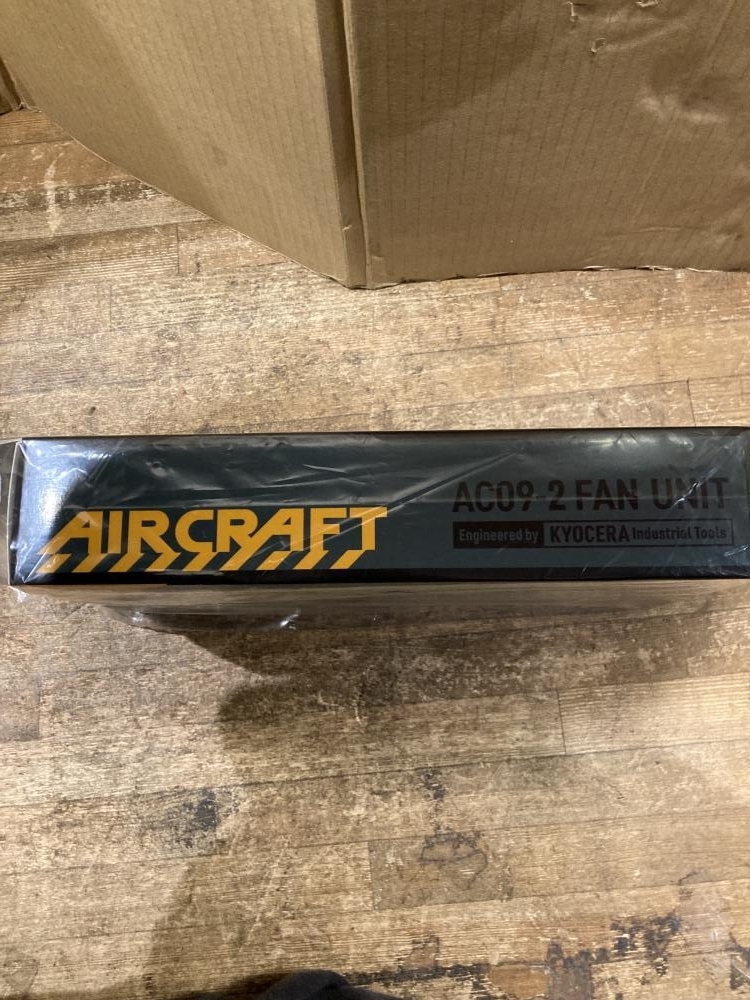 AIRCRAFT
AC09-2 FAN UNIT
Engineered by KYOCERA Industrial Tools